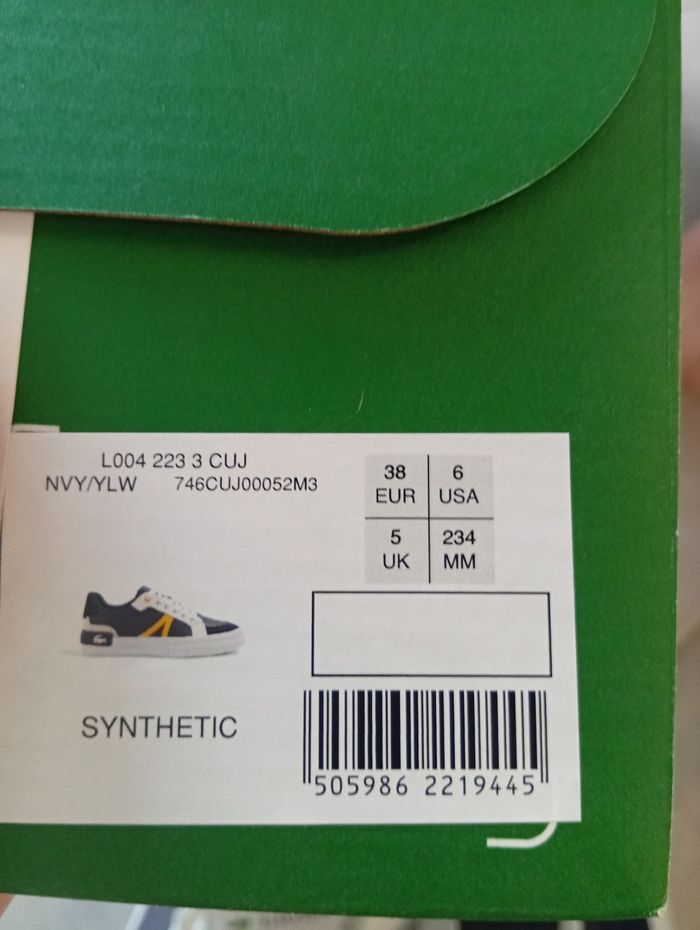 L004 223 3 CUJ
NVY/YLW 746CUJ00052M3
38 EUR
6 USA
5 UK
234 MM
SYNTHETIC
505986 2219445